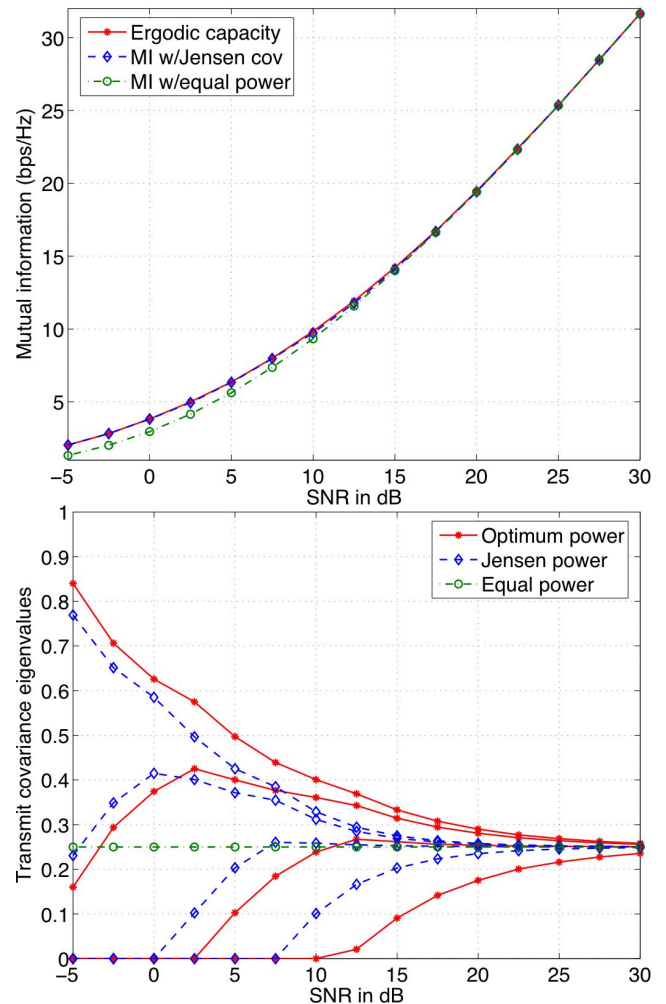 30
25
20
15
10
5
Mutual information (bps/Hz)
Ergodic capacity
MI w/Jensen cov
MI w/equal power
−5 0 5 10 15 20 25 30
SNR in dB
1
0.9
0.8
0.7
0.6
0.5
0.4
0.3
0.2
0.1
0
Transmit covariance eigenvalues
Optimum power
Jensen power
Equal power
−5 0 5 10 15 20 25 30
SNR in dB